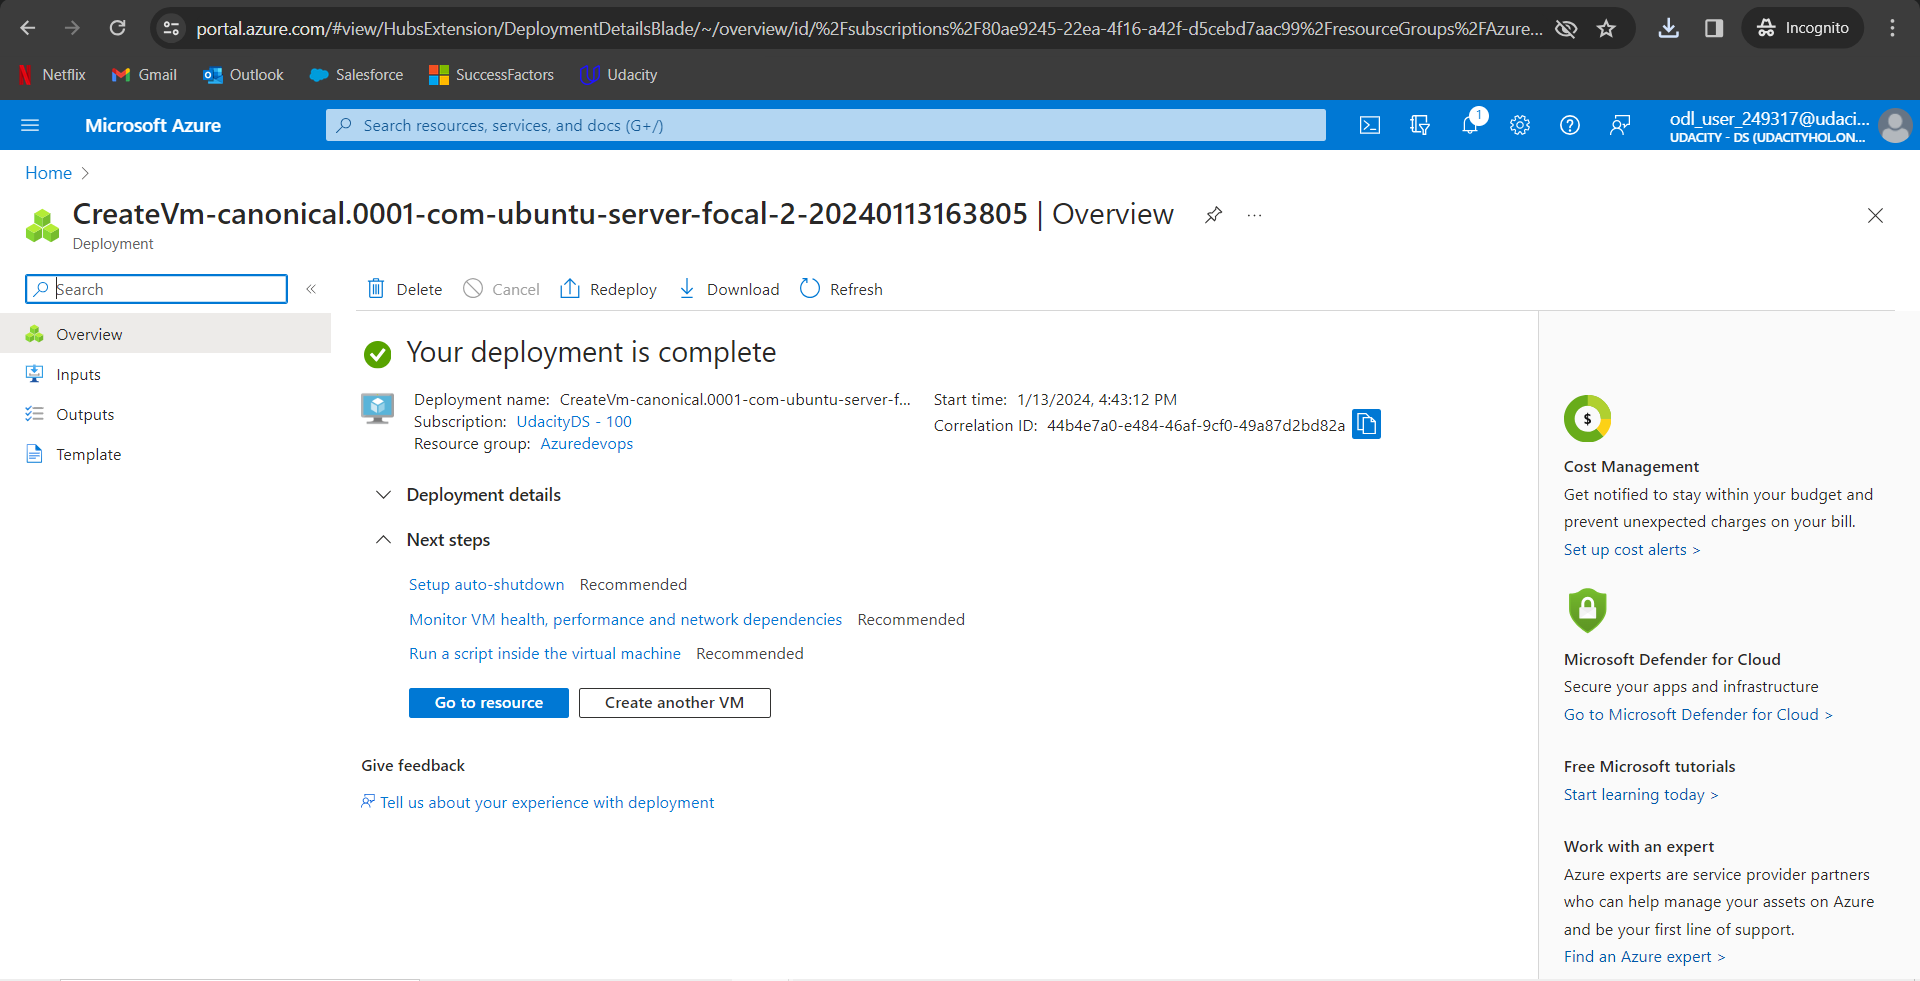 portal.azure.com/#view/HubsExtension/DeploymentDetailsBlade/~/overview/id/%2Fsubscriptions%2F80ae9245-22ea-4f16-a42f-d5cebd7aac99%2FresourceGroups%2FAzure...
Incognito
Netflix
Gmail
Outlook
Salesforce
SuccessFactors
Udacity
Microsoft Azure
Search resources, services, and docs (G+/)
1
odl_user_249317@udaci...
UDACITY - DS (UDACITYHOL.ON...
Home
CreateVm-canonical.0001-com-ubuntu-server-focal-2-20240113163805 | Overview
Deployment
Search
Overview
Inputs
Outputs
Template
Delete
Cancel
Redeploy
Download
Refresh
Your deployment is complete
Deployment name: CreateVm-canonical.0001-com-ubuntu-server-f...
Subscription: UdacityDS - 100
Resource group: Azuredevops
Start time: 1/13/2024, 4:43:12 PM
Correlation ID: 44b4e7a0-e484-46af-9cf0-49a87d2bd82a
Deployment details
Next steps
Setup auto-shutdown Recommended
Monitor VM health, performance and network dependencies Recommended
Run a script inside the virtual machine Recommended
Go to resource
Create another VM
Give feedback
Tell us about your experience with deployment
$
Cost Management
Get notified to stay within your budget and
prevent unexpected charges on your bill.
Set up cost alerts >
Microsoft Defender for Cloud
Secure your apps and infrastructure
Go to Microsoft Defender for Cloud >
Free Microsoft tutorials
Start learning today >
Work with an expert
Azure experts are service provider partners
who can help manage your assets on Azure
and be your first line of support.
Find an Azure expert >